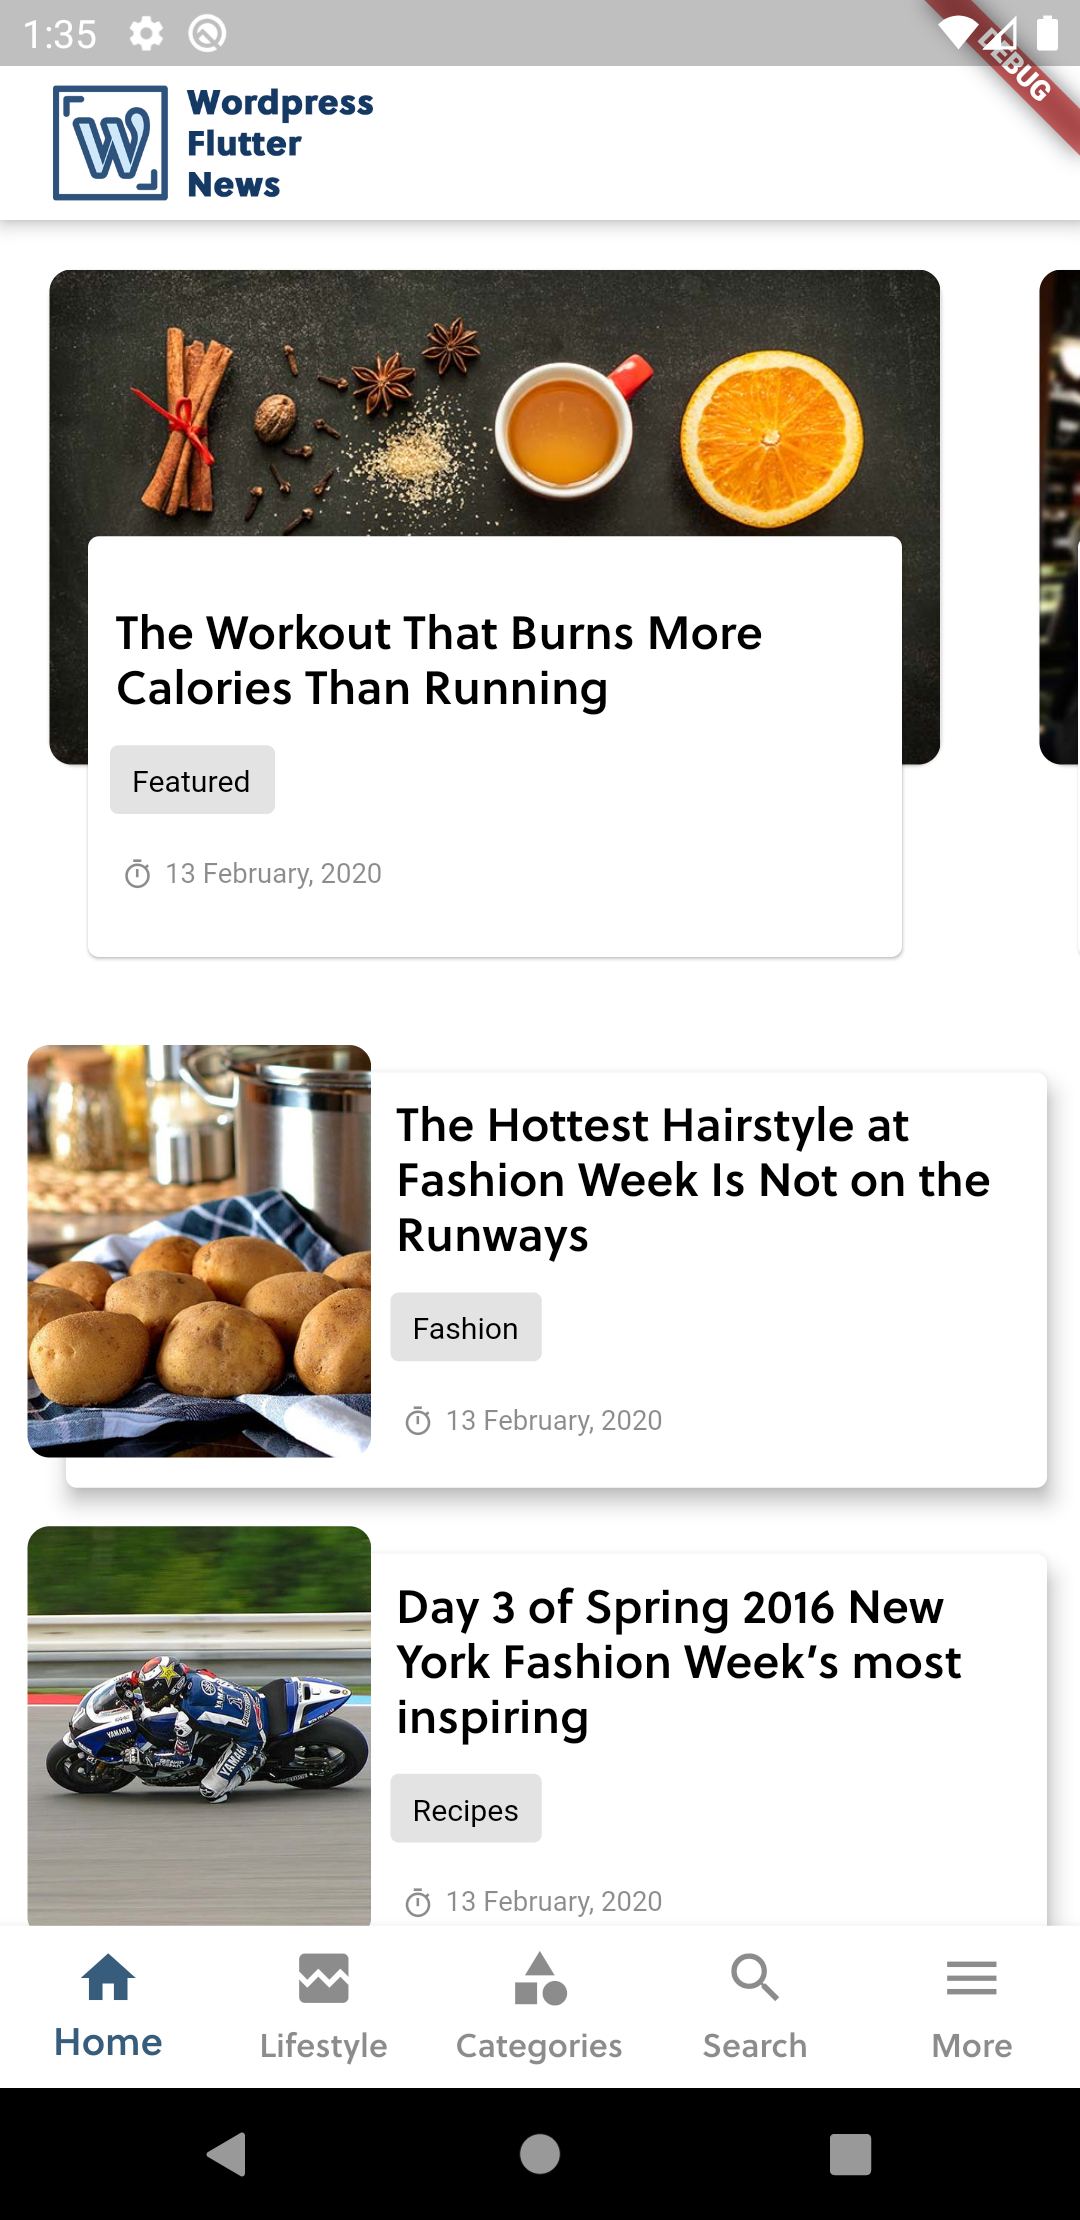 1:35
DEBUG
W
Wordpress
Flutter
News
The Workout That Burns More
Calories Than Running
Featured
13 February, 2020
The Hottest Hairstyle at
Fashion Week Is Not on the
Runways
Fashion
13 February, 2020
Day 3 of Spring 2016 New
York Fashion Week’s most
inspiring
YAMAHA
YAMAHA
Recipes
13 February, 2020
Home
Lifestyle
Categories
Search
More